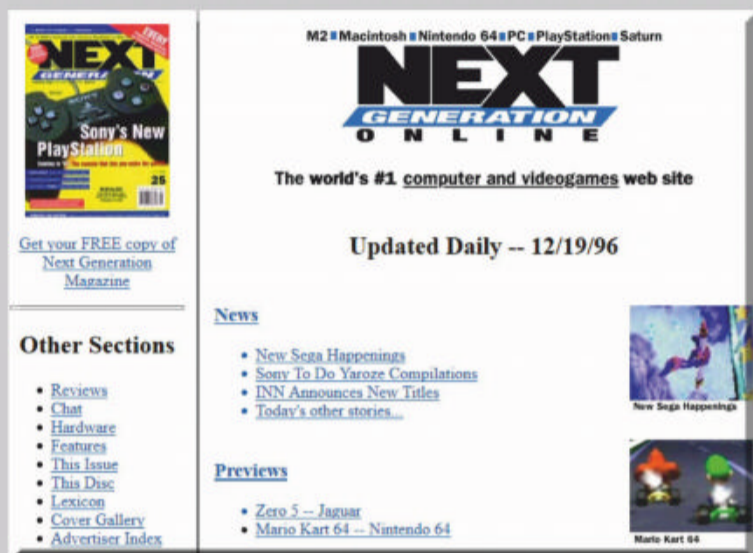 NEXT
GENERATION
Sony's New
PlayStation
25
Get your FREE copy of
Next Generation
Magazine
Other Sections
• Reviews
• Chat
• Hardware
• Features
• This Issue
• This Disc
• Lexicon
• Cover Gallery
• Advertiser Index
M2 Macintosh Nintendo 64 PC PlayStation Saturn
NEXT
GENERATION
ONLINE
The world's #1 computer and videogames web site
Updated Daily -- 12/19/96
News
• New Sega Happenings
• Sony To Do Yaroze Compilations
• INN Announces New Titles
• Today's other stories...
New Sega Happenings
Previews
• Zero 5 -- Jaguar
• Mario Kart 64 -- Nintendo 64
Mario Kart 64